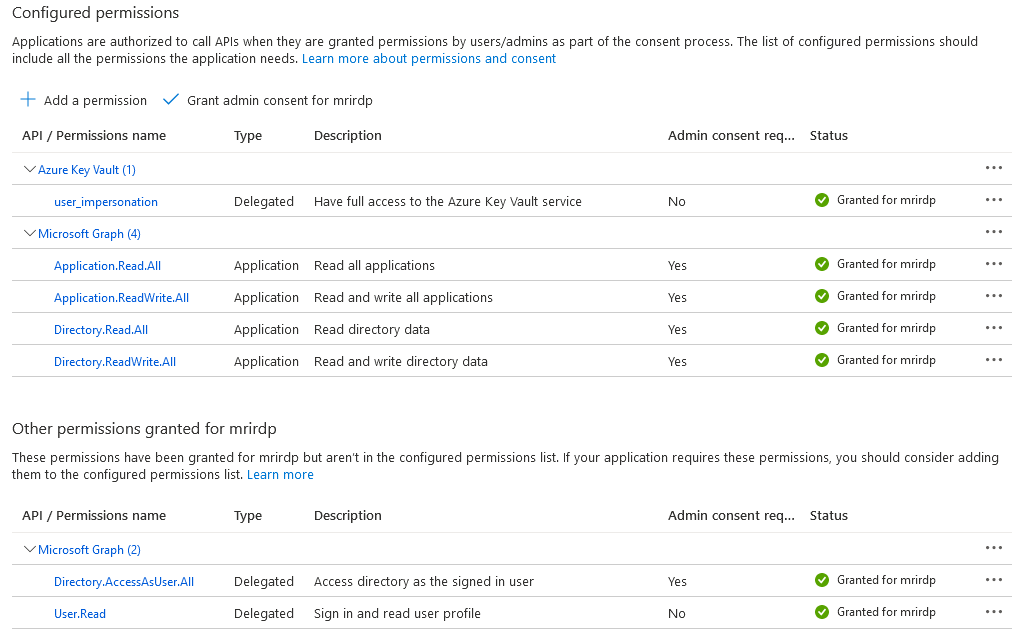 Configured permissions
Applications are authorized to call APIs when they are granted permissions by users/admins as part of the consent process. The list of configured permissions should
include all the permissions the application needs. Learn more about permissions and consent
Add a permission Grant admin consent for mrirdp
API / Permissions name Type Description Admin consent req... Status
Azure Key Vault (1)
user_impersonation Delegated Have full access to the Azure Key Vault service No Granted for mrirdp
Microsoft Graph (4)
Application.Read.All Application Read all applications Yes Granted for mrirdp
Application.ReadWrite.All Application Read and write all applications Yes Granted for mrirdp
Directory.Read.All Application Read directory data Yes Granted for mrirdp
Directory.ReadWrite.All Application Read and write directory data Yes Granted for mrirdp
Other permissions granted for mrirdp
These permissions have been granted for mrirdp but aren't in the configured permissions list. If your application requires these permissions, you should consider adding
them to the configured permissions list. Learn more
API / Permissions name Type Description Admin consent req... Status
Microsoft Graph (2)
Directory.AccessAsUser.All Delegated Access directory as the signed in user Yes Granted for mrirdp
User.Read Delegated Sign in and read user profile No Granted for mrirdp